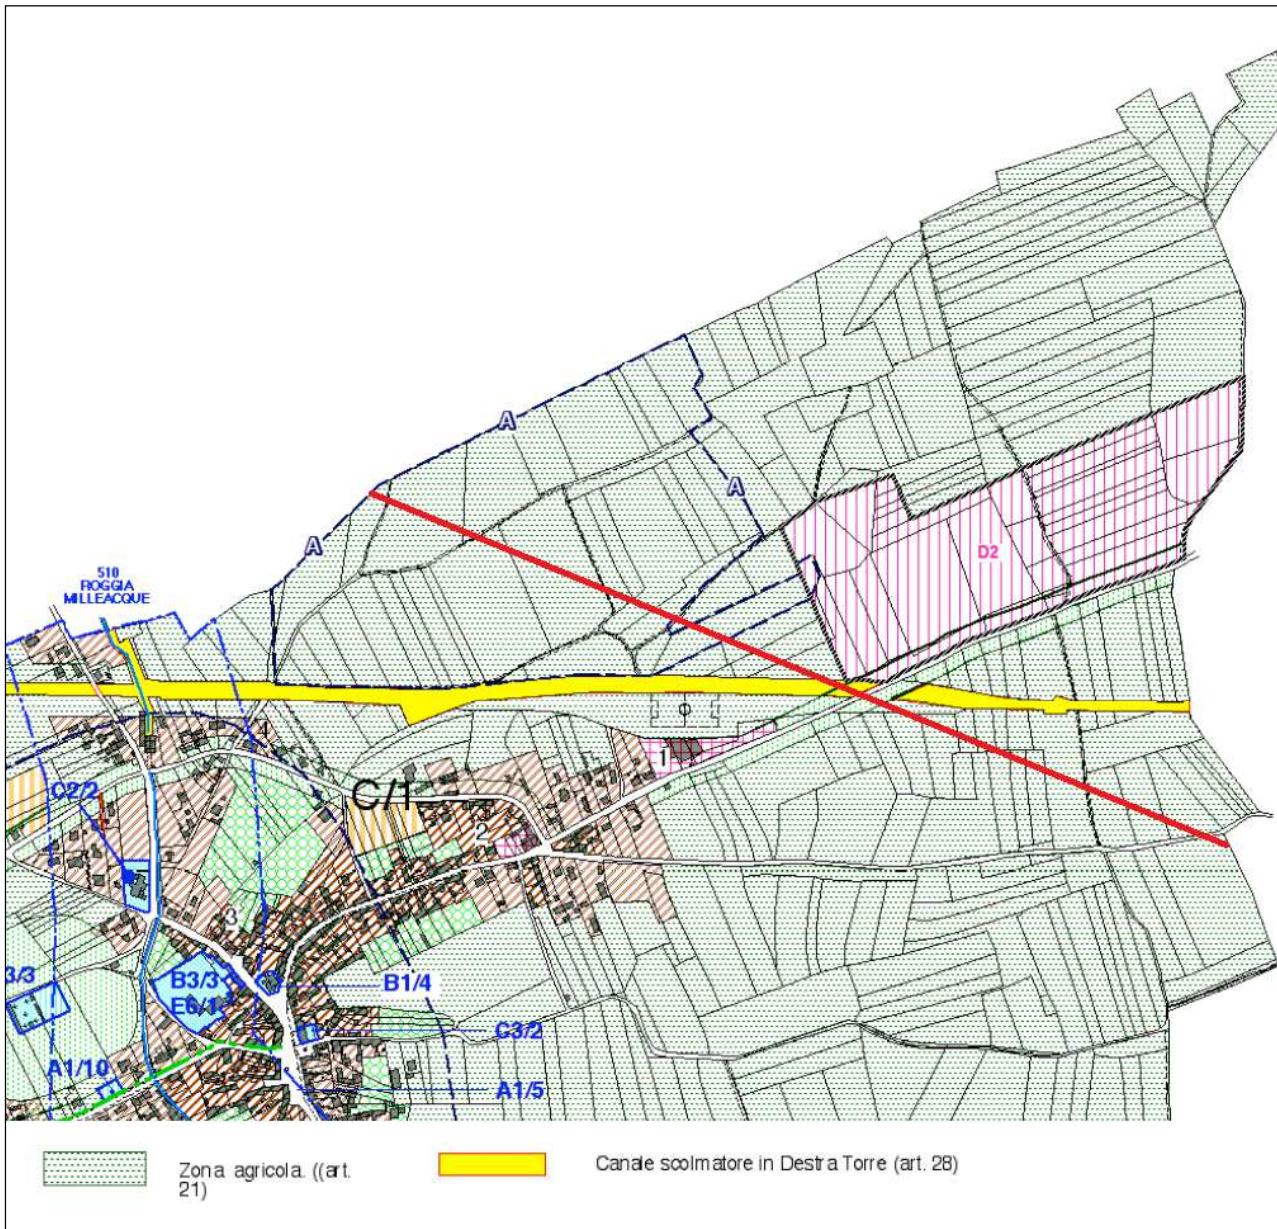 A
A
A
510
ROGGIA
MILLEACQUE
D2
1
C/1
C2/2
2
3
3/3
B3/3
E6/1
B1/4
C3/2
A1/10
A1/5
Zona agricola. ((art.
21)
Canale scolmatore in Destra Torre (art. 28)